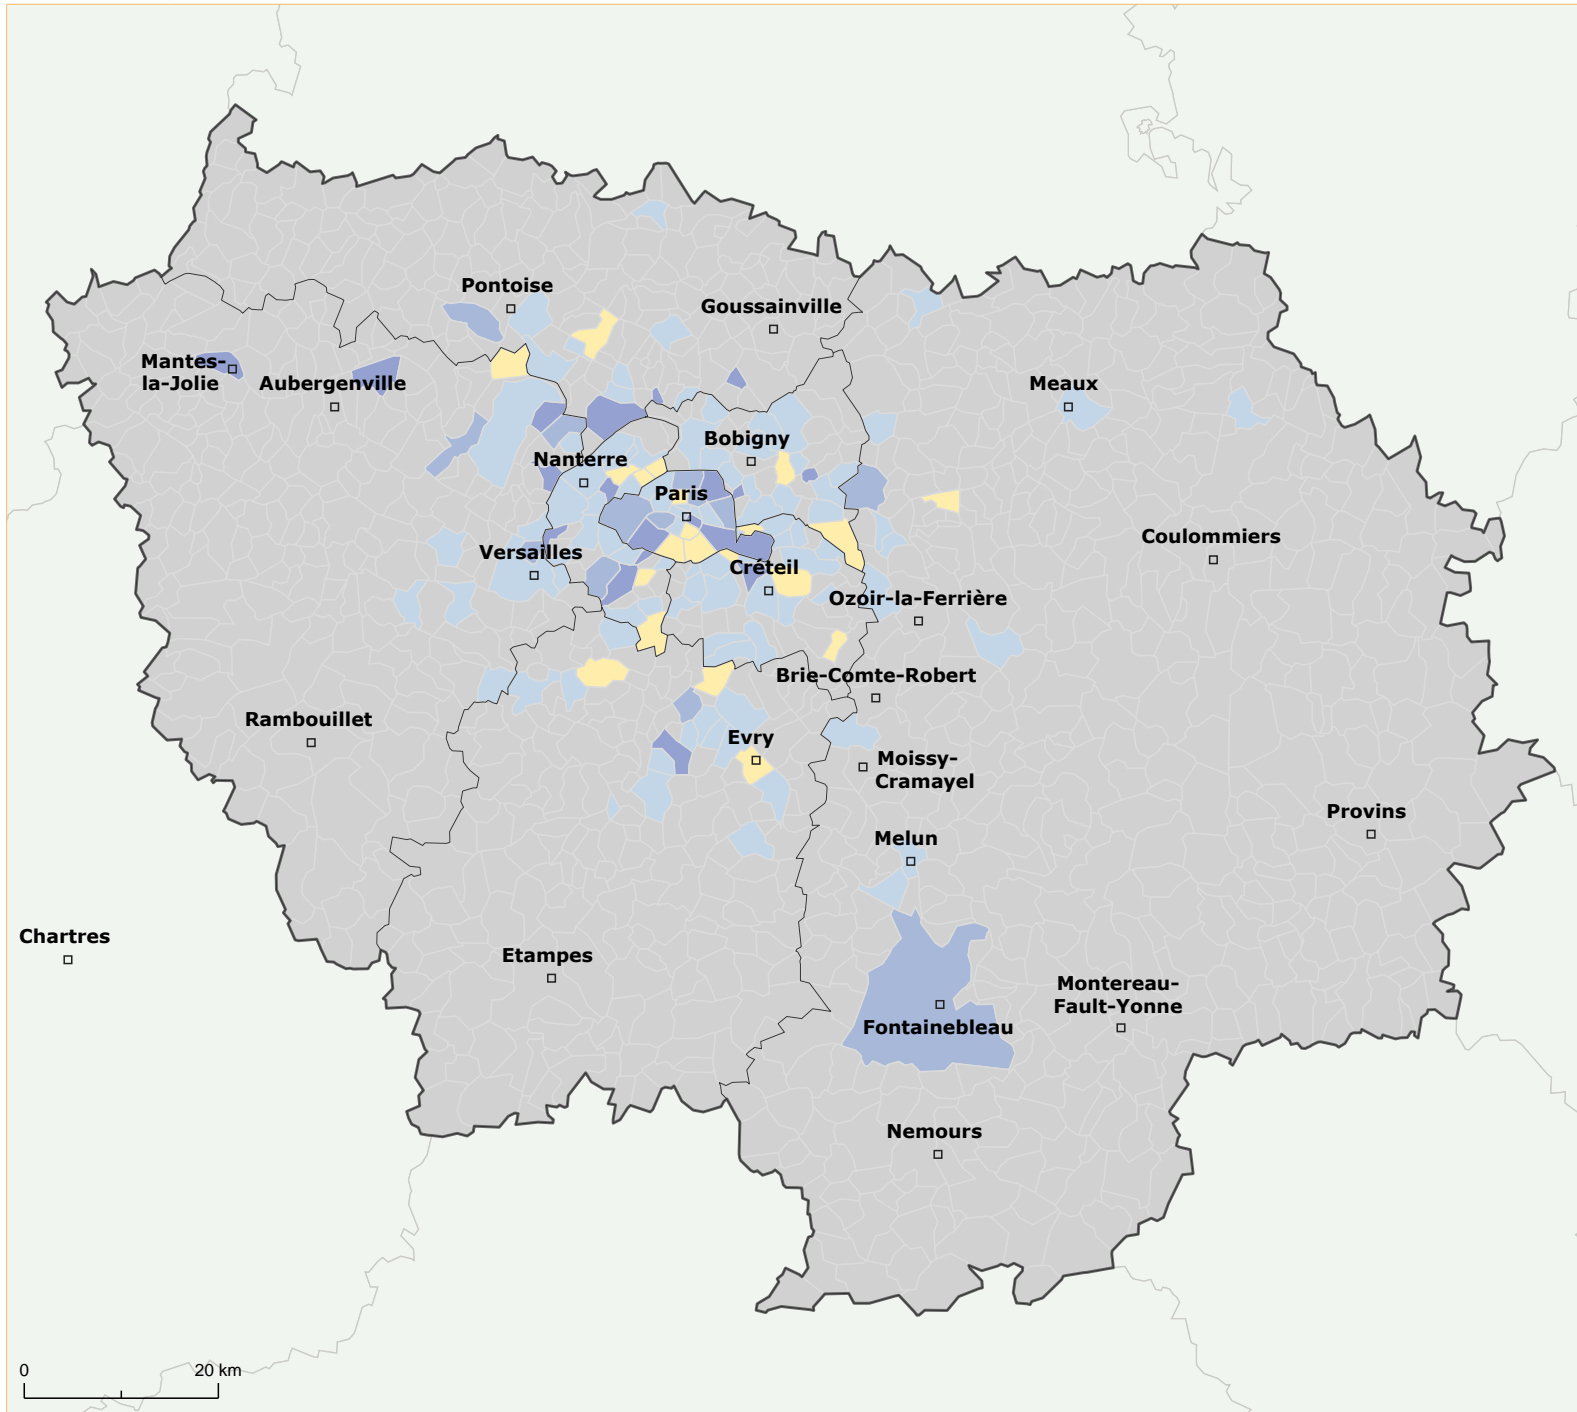 Pontoise
Goussainville
Mantes-
la-Jolie
Aubergenville
Meaux
Bobigny
Nanterre
Paris
Coulommiers
Versailles
Créteil
Ozoir-la-Ferrière
Brie-Comte-Robert
Rambouillet
Evry
Moissy-
Cramayel
Provins
Melun
Chartres
Etampes
Montereau-
Fault-Yonne
Fontainebleau
Nemours
0 20 km